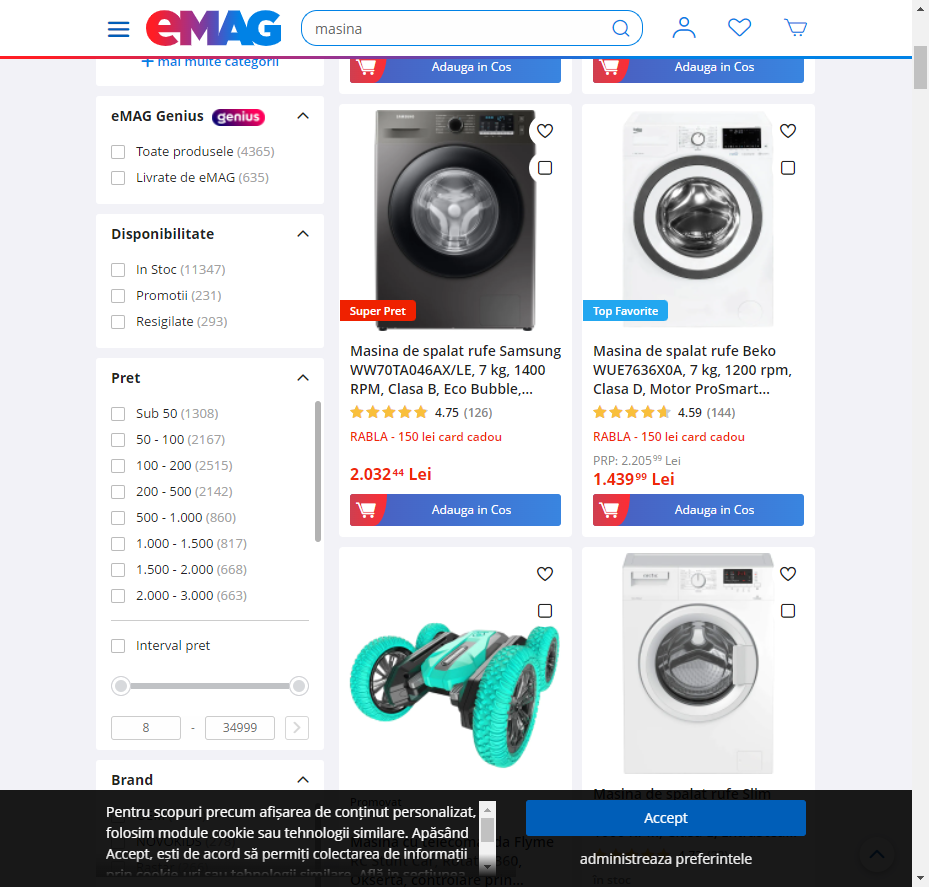 eMAG
masina
mai multe categorii
Adauga in Cos
Adauga in Cos
eMAG Genius genius
Toate produsele (4365)
Livrate de eMAG (635)
Disponibilitate
In Stoc (11347)
Promotii (231)
Resigilate (293)
Pret
Sub 50 (1308)
50 - 100 (2167)
100 - 200 (2515)
200 - 500 (2142)
500 - 1.000 (860)
1.000 - 1.500 (817)
1.500 - 2.000 (668)
2.000 - 3.000 (663)
Interval pret
8 - 34999
Brand
SAMSUNG
Super Pret
Masina de spalat rufe Samsung
WW70TA046AX/LE, 7 kg, 1400
RPM, Clasa B, Eco Bubble,...
4.75 (126)
RABLA - 150 lei card cadou
2.032⁴⁴ Lei
Adauga in Cos
beko
Top Favorite
Masina de spalat rufe Beko
WUE7636X0A, 7 kg, 1200 rpm,
Clasa D, Motor ProSmart...
4.59 (144)
RABLA - 150 lei card cadou
PRP: 2.205⁹⁹ Lei
1.439⁹⁹ Lei
Adauga in Cos
Promovat
Masina de spalat rufe Slim
Pentru scopuri precum afișarea de conținut personalizat,
folosim module cookie sau tehnologii similare. Apăsând
Accept, ești de acord să permiți colectarea de informații
prin cookie-uri sau tehnologii similare. Află in secțiunea
Accept
administreaza preferintele